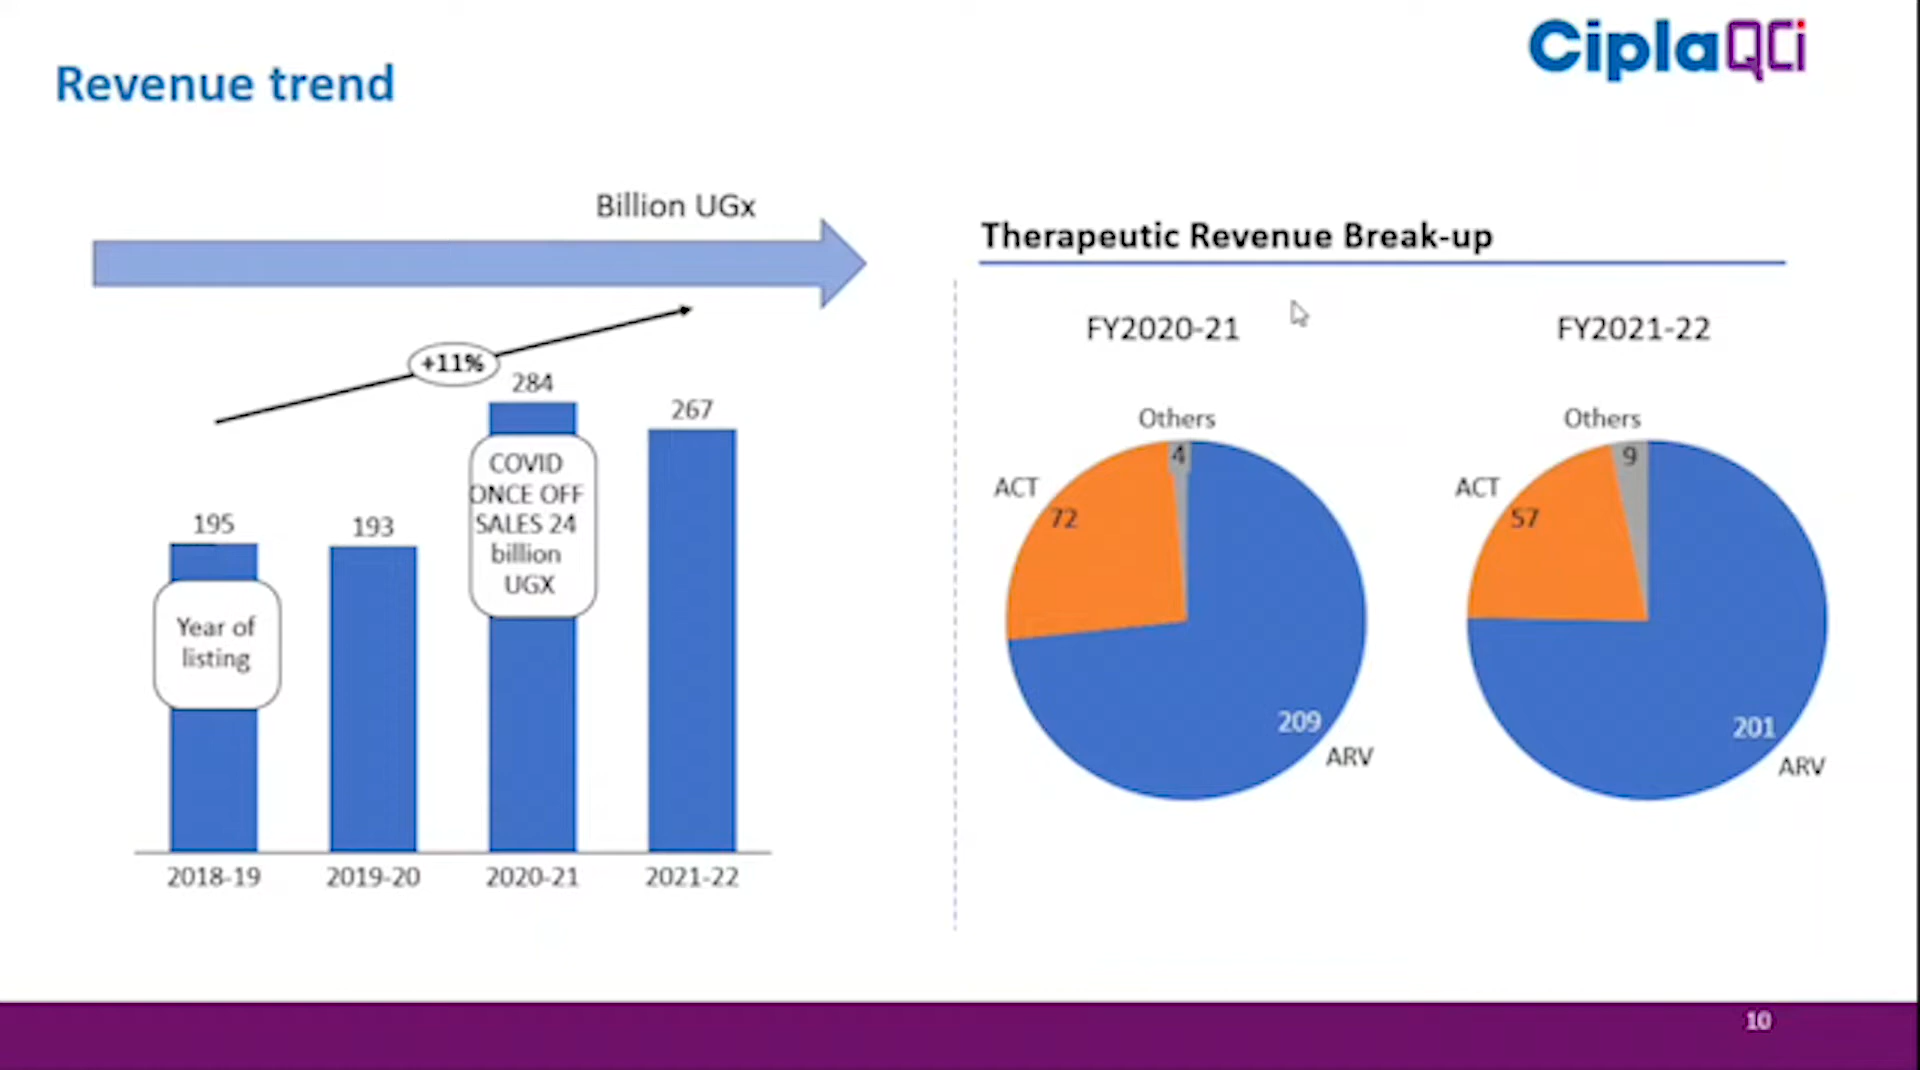 CiplaQCi
Revenue trend
Billion UGx
+11%
284
267
195
193
COVID
ONCE OFF
SALES 24
billion
UGX
Year of
listing
2018-19
2019-20
2020-21
2021-22
Therapeutic Revenue Break-up
FY2020-21
Others
4
ACT
72
209
ARV
FY2021-22
Others
9
ACT
57
201
ARV
10